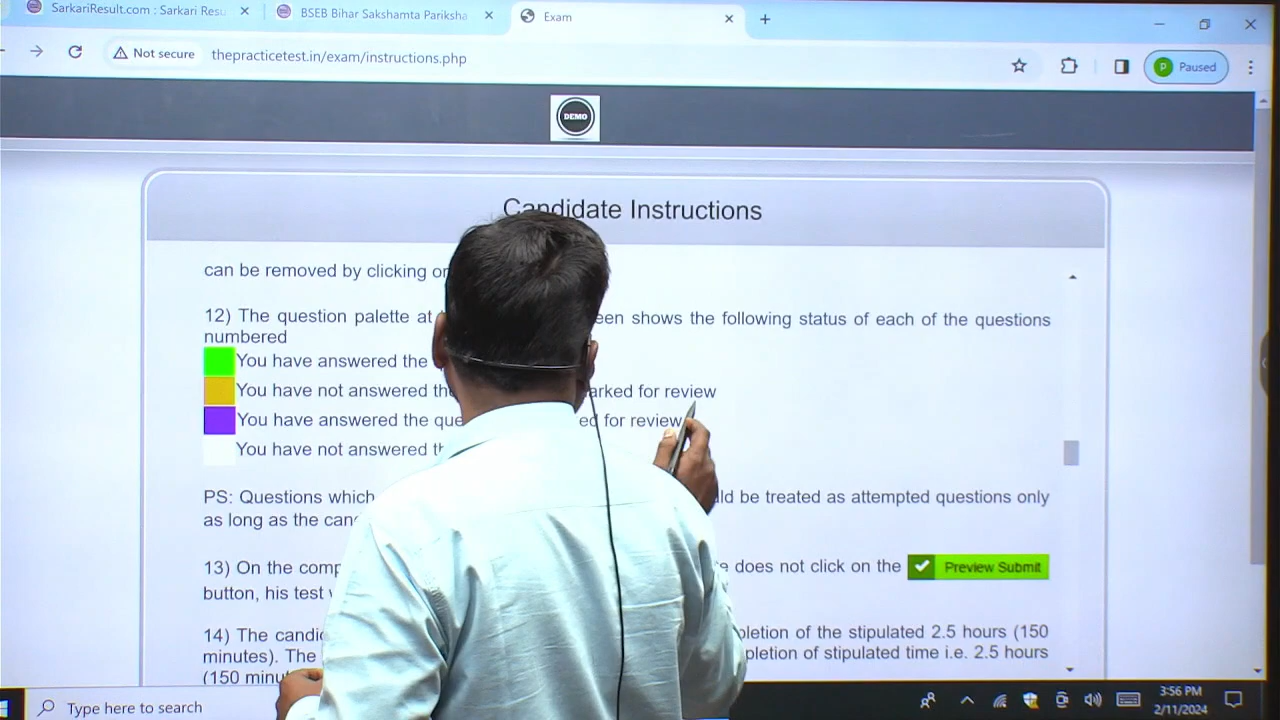 SarkariResult.com : Sarkari Resu
BSEB Bihar Sakshamta Pariksha
Exam
Not secure
thepracticetest.in/exam/instructions.php
P
Paused
DEMO
Candidate Instructions
can be removed by clicking
12) The question palette at een shows the following status of each of the questions
numbered
You have answered the
You have not answered the arked for review
You have answered the que ed for review
You have not answered
PS: Questions which ld be treated as attempted questions only
as long as the
13) On the comp does not click on the Preview Submit
button, his test
14) The candid pletion of the stipulated 2.5 hours (150
minutes). The pletion of stipulated time i.e. 2.5 hours
(150 minu
Type here to search
3:56 PM
2/11/2024